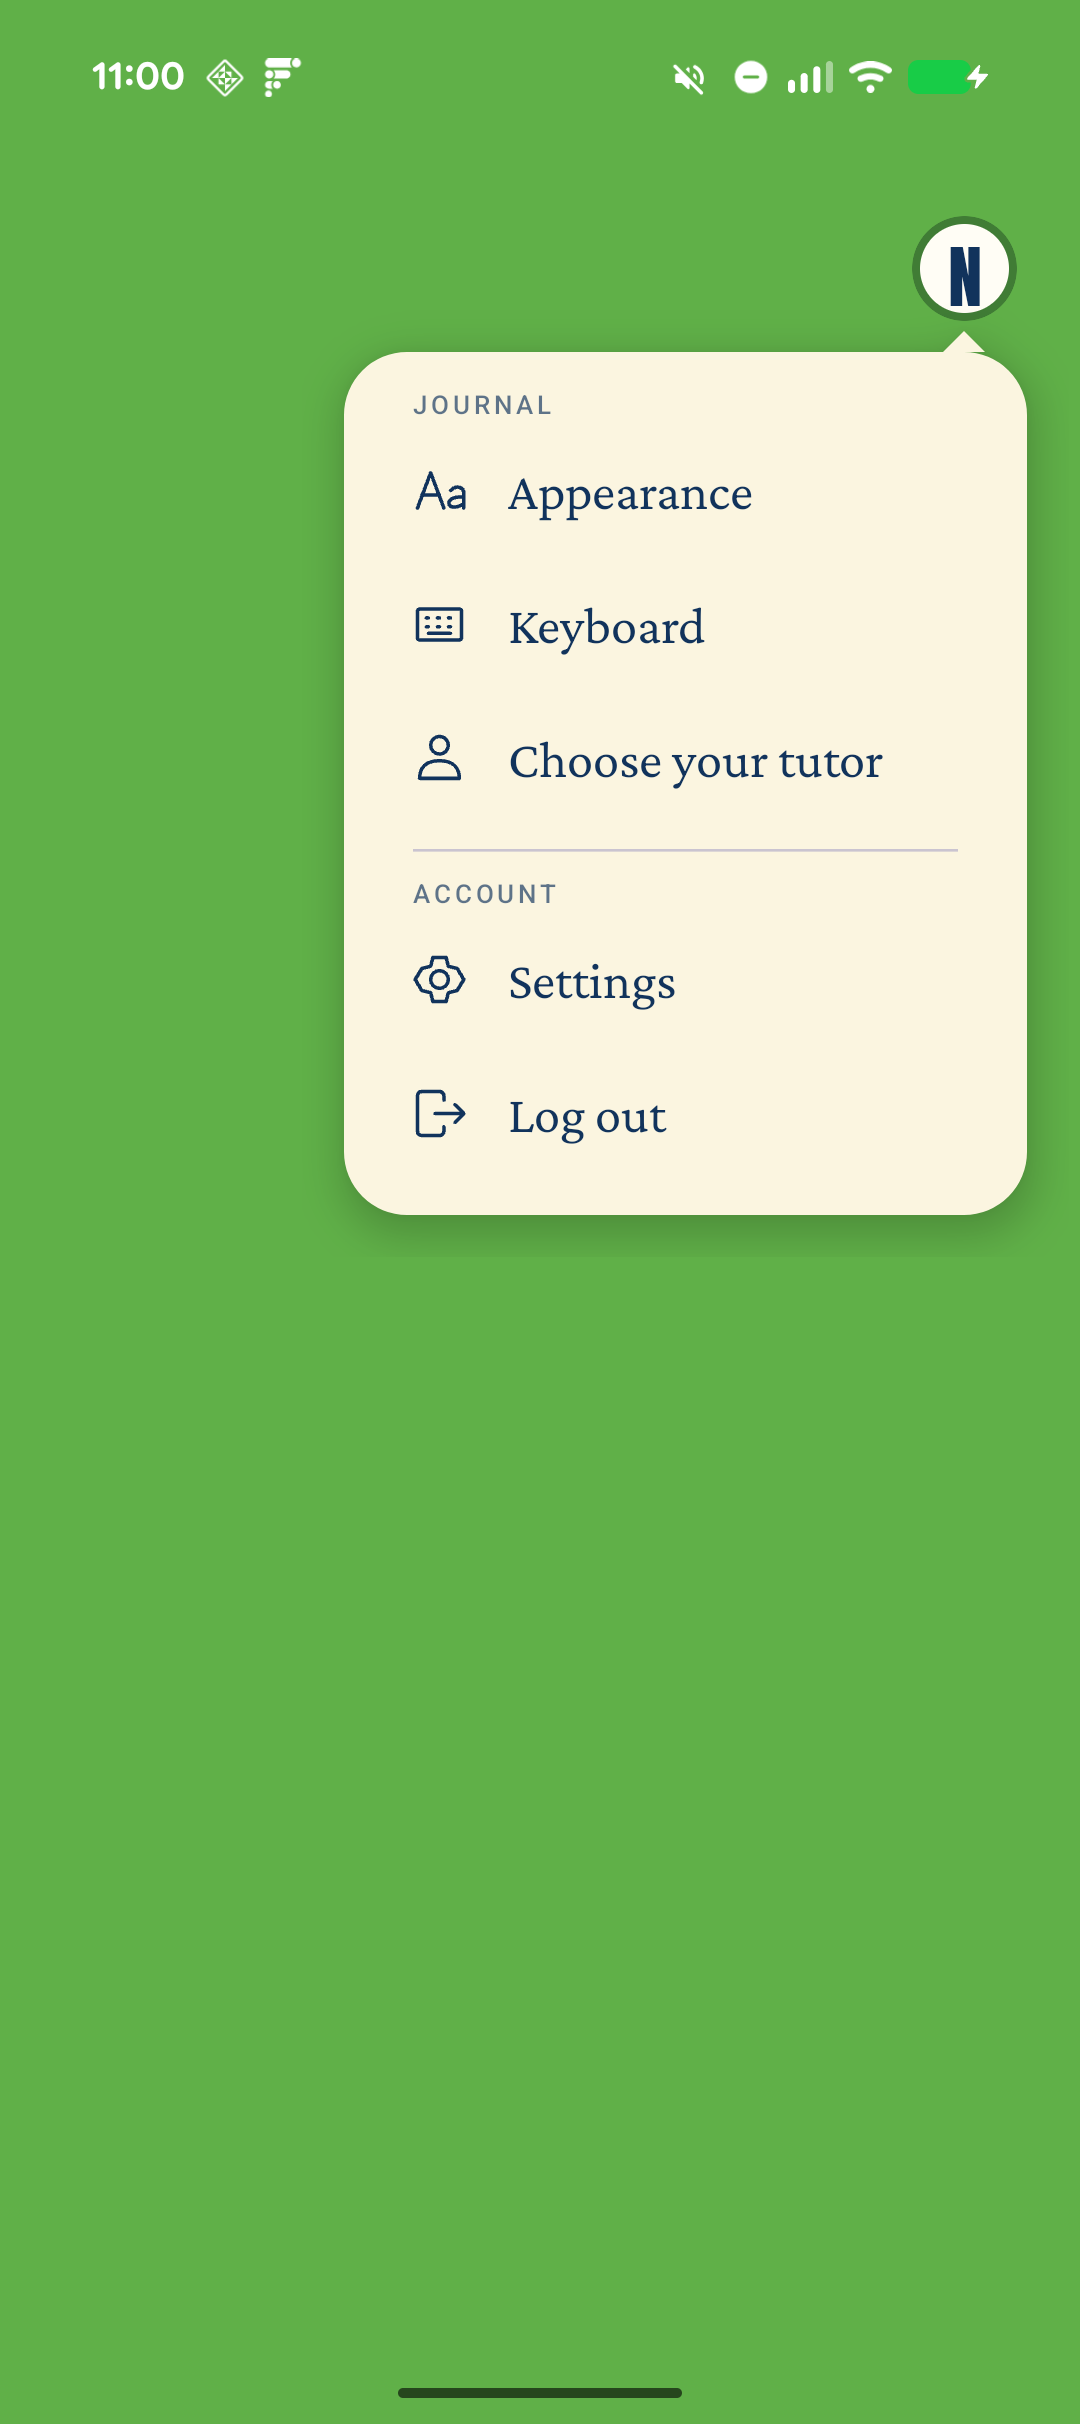 11:00
N
JOURNAL
Aa Appearance
Keyboard
Choose your tutor
ACCOUNT
Settings
Log out